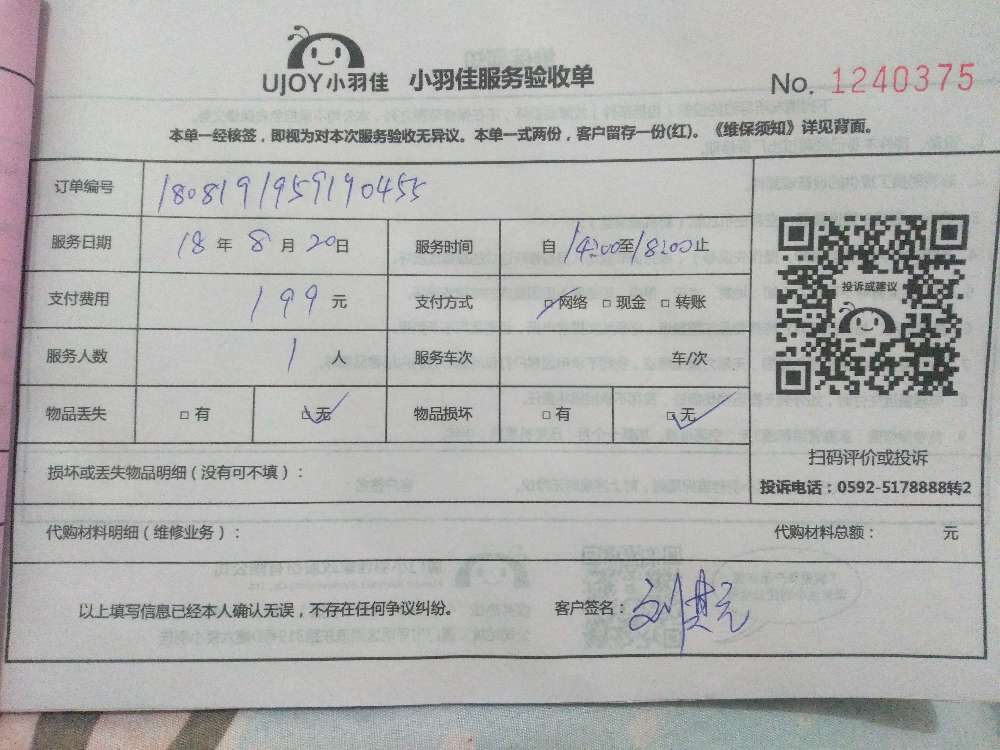 UJOY小羽佳 小羽佳服务验收单 No. 1240375
本单一经核签，即视为对本次服务验收无异议。本单一式两份，客户留存一份(红)。《维保须知》详见背面。
订单编号 180819195919 0455
服务日期 18 年 8 月 20 日 服务时间 自 14:00 至 18:00 止
支付费用 199 元 支付方式 ☑网络 □现金 □转账
服务人数 1 人 服务车次 车/次
物品丢失 □有 ☑无 物品损坏 □有 ☑无
投诉或建议
扫码评价或投诉
投诉电话：0592-5178888转2
损坏或丢失物品明细（没有可不填）：
代购材料明细（维修业务）： 代购材料总额： 元
以上填写信息已经本人确认无误，不存在任何争议纠纷。 客户签名：